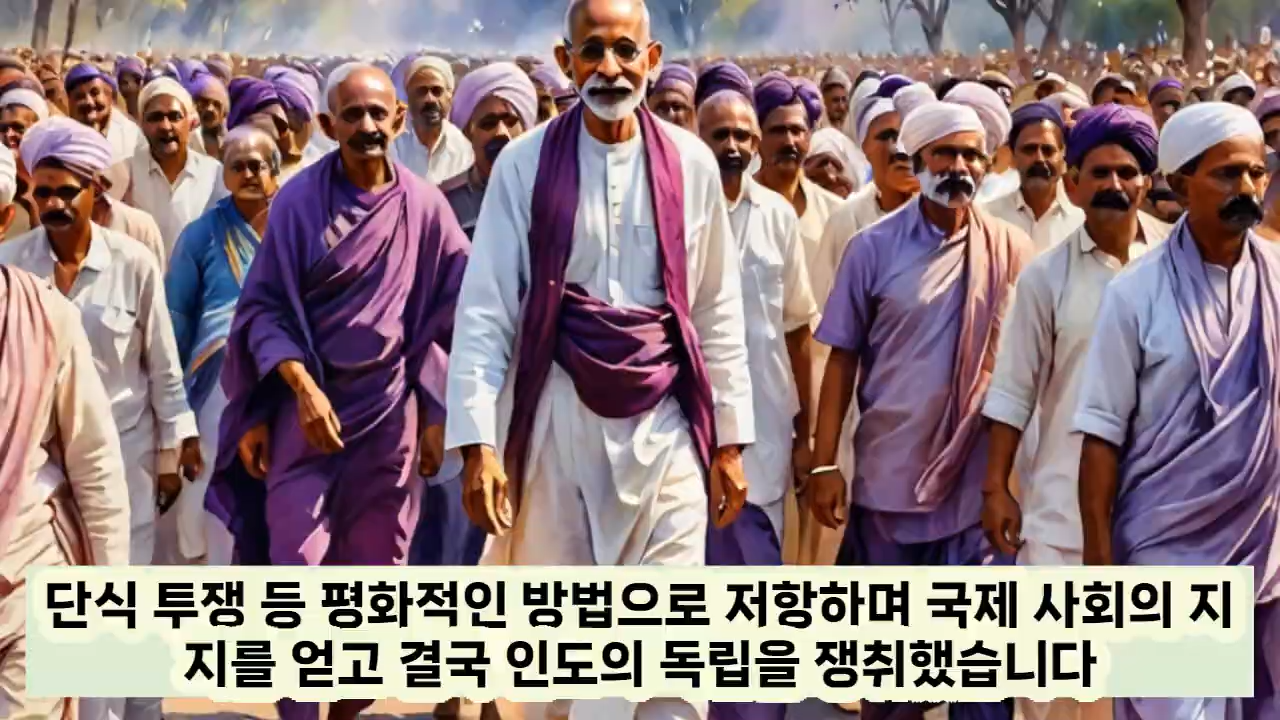 단식 투쟁 등 평화적인 방법으로 저항하며 국제 사회의 지
지를 얻고 결국 인도의 독립을 쟁취했습니다